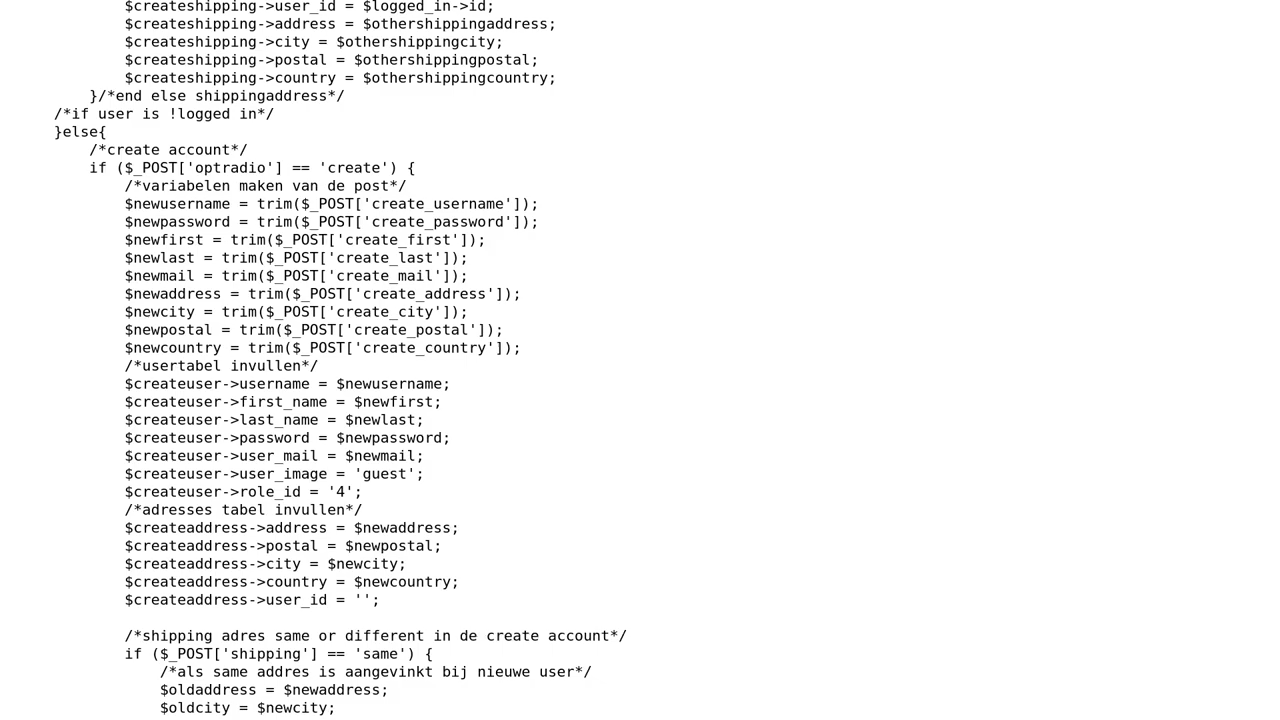 $createshipping->user_id = $logged_in->id;
$createshipping->address = $othershippingaddress;
$createshipping->city = $othershippingcity;
$createshipping->postal = $othershippingpostal;
$createshipping->country = $othershippingcountry;
}/*end else shippingaddress*/
/*if user is !logged in*/
}else{
/*create account*/
if ($_POST['optradio'] == 'create') {
/*variabelen maken van de post*/
$newusername = trim($_POST['create_username']);
$newpassword = trim($_POST['create_password']);
$newfirst = trim($_POST['create_first']);
$newlast = trim($_POST['create_last']);
$newmail = trim($_POST['create_mail']);
$newaddress = trim($_POST['create_address']);
$newcity = trim($_POST['create_city']);
$newpostal = trim($_POST['create_postal']);
$newcountry = trim($_POST['create_country']);
/*usertabel invullen*/
$createuser->username = $newusername;
$createuser->first_name = $newfirst;
$createuser->last_name = $newlast;
$createuser->password = $newpassword;
$createuser->user_mail = $newmail;
$createuser->user_image = 'guest';
$createuser->role_id = '4';
/*adresses tabel invullen*/
$createaddress->address = $newaddress;
$createaddress->postal = $newpostal;
$createaddress->city = $newcity;
$createaddress->country = $newcountry;
$createaddress->user_id = '';
/*shipping adres same or different in de create account*/
if ($_POST['shipping'] == 'same') {
/*als same addres is aangevinkt bij nieuwe user*/
$oldaddress = $newaddress;
$oldcity = $newcity;